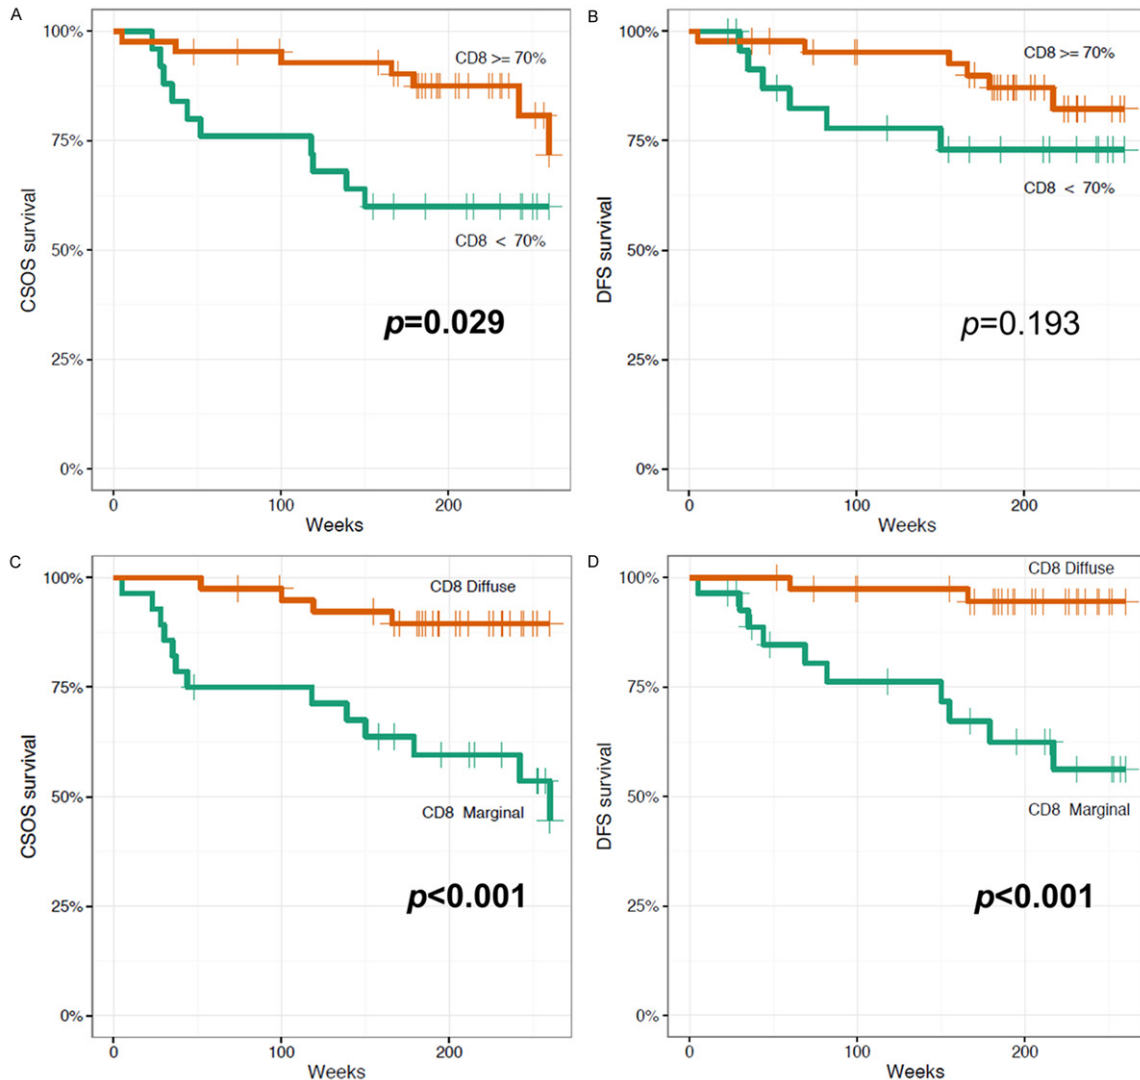 A
100%
75%
50%
25%
0%
CSOS survival
CD8 >= 70%
CD8 < 70%
p=0.029
0 100 200
Weeks
B
100%
75%
50%
25%
0%
DFS survival
CD8 >= 70%
CD8 < 70%
p=0.193
0 100 200
Weeks
C
100%
75%
50%
25%
0%
CSOS survival
CD8 Diffuse
CD8 Marginal
p<0.001
0 100 200
Weeks
D
100%
75%
50%
25%
0%
DFS survival
CD8 Diffuse
CD8 Marginal
p<0.001
0 100 200
Weeks